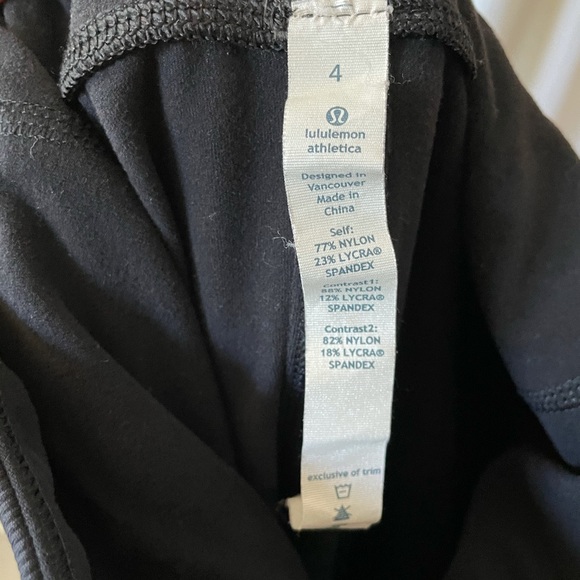 4
lululemon
athletica
Designed in
Vancouver
Made in
China
Self:
77% NYLON
23% LYCRA®
SPANDEX
Contrast1:
88% NYLON
12% LYCRA®
SPANDEX
Contrast2:
82% NYLON
18% LYCRA®
SPANDEX
exclusive of trim